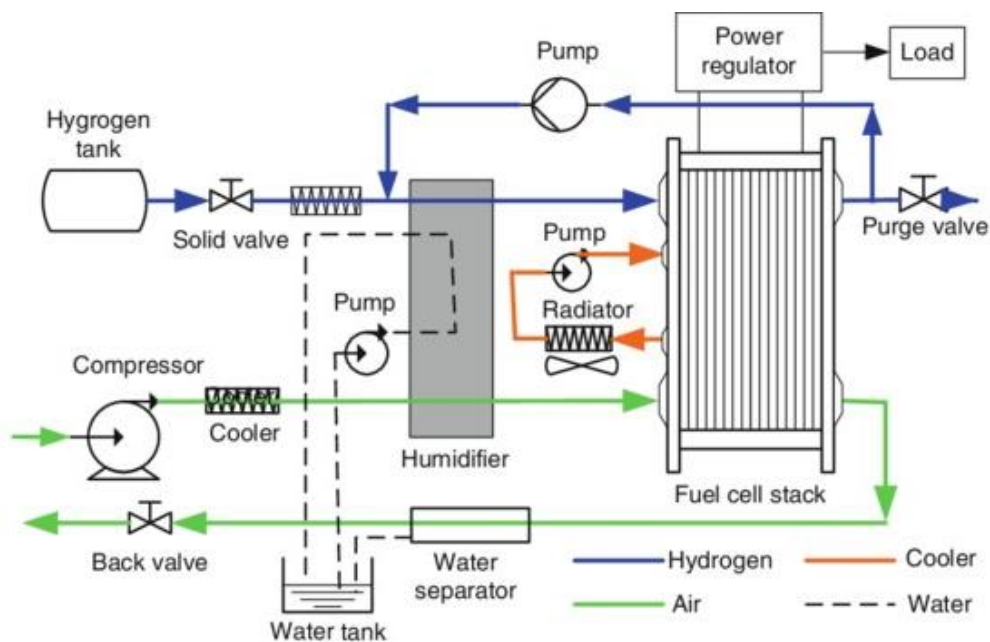 Pump
Power
regulator
Load
Hygrogen
tank
Solid valve
Purge valve
Pump
Radiator
Pump
Compressor
Cooler
Humidifier
Fuel cell stack
Back valve
Water
separator
Water tank
Hydrogen
Cooler
Air
Water